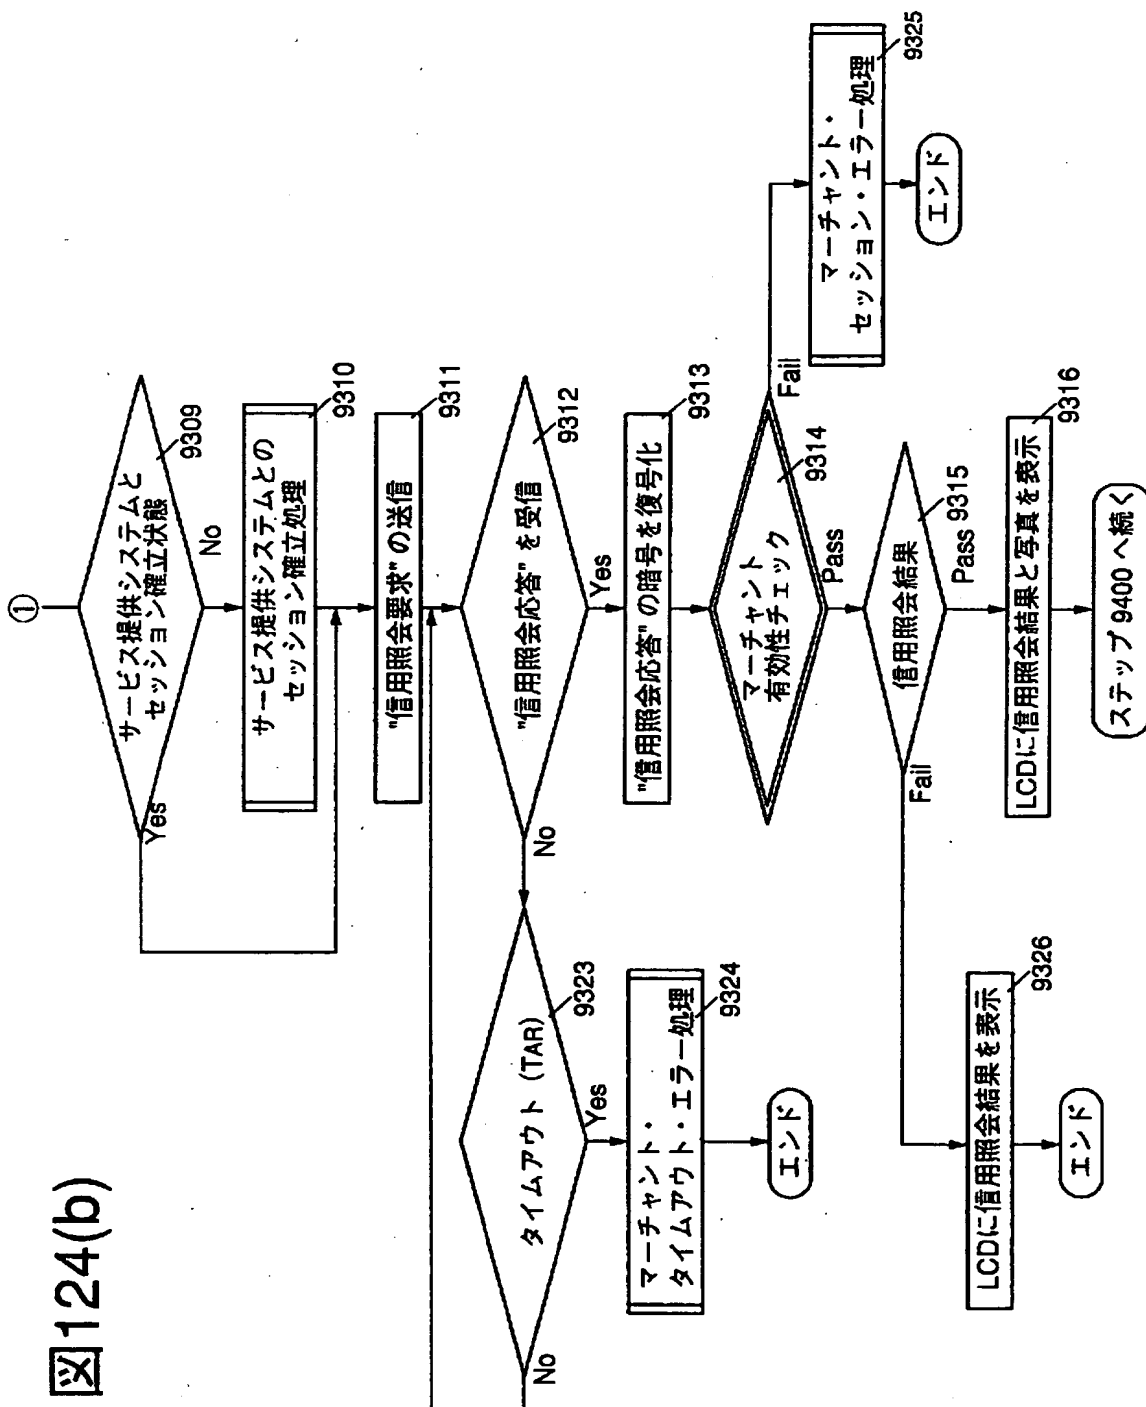 図124(b)
①
サービス提供システムと
セッション確立状態
9309
Yes
No
サービス提供システムとの
セッション確立処理
9310
"信用照会要求"の送信
9311
"信用照会応答"を受信
9312
No
Yes
タイムアウト (TAR)
9323
No
Yes
マーチャント・
タイムアウト・エラー処理
9324
エンド
"信用照会応答"の暗号を復号化
9313
マーチャント
有効性チェック
9314
Fail
Pass
マーチャント・
セッション・エラー処理
9325
エンド
信用照会結果
9315
Fail
Pass
LCDに信用照会結果を表示
9326
エンド
LCDに信用照会結果と写真を表示
9316
ステップ 9400 へ続く